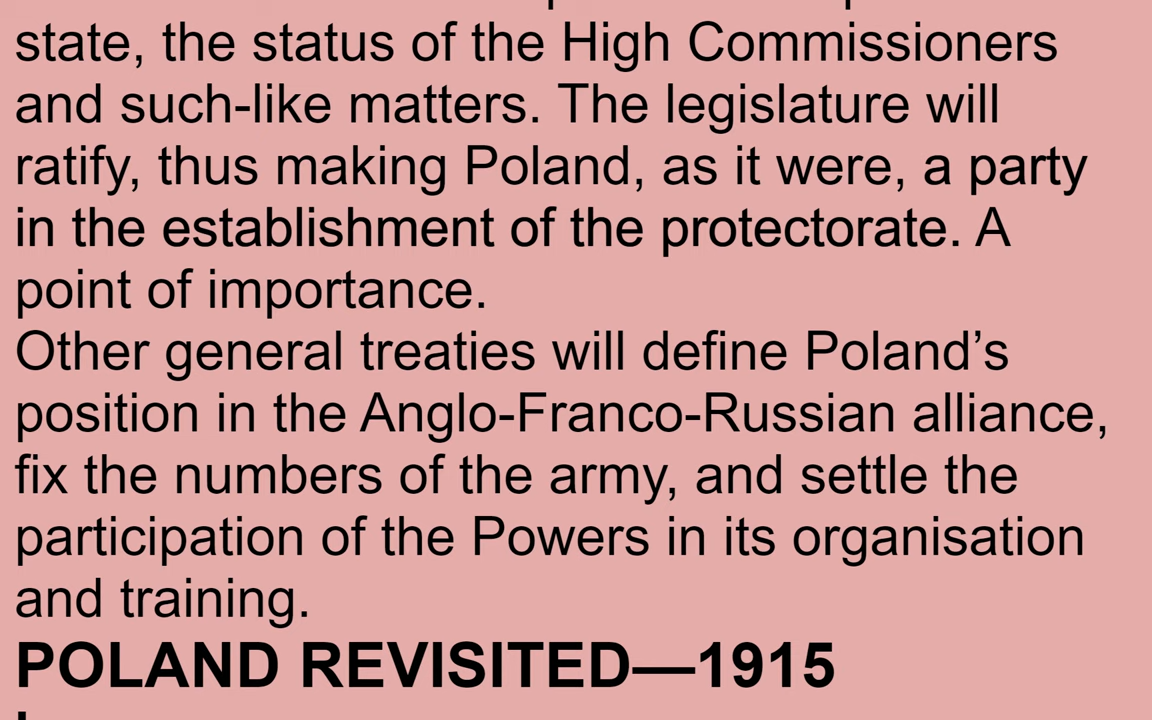 state, the status of the High Commissioners
and such-like matters. The legislature will
ratify, thus making Poland, as it were, a party
in the establishment of the protectorate. A
point of importance.
Other general treaties will define Poland’s
position in the Anglo-Franco-Russian alliance,
fix the numbers of the army, and settle the
participation of the Powers in its organisation
and training.
POLAND REVISITED—1915